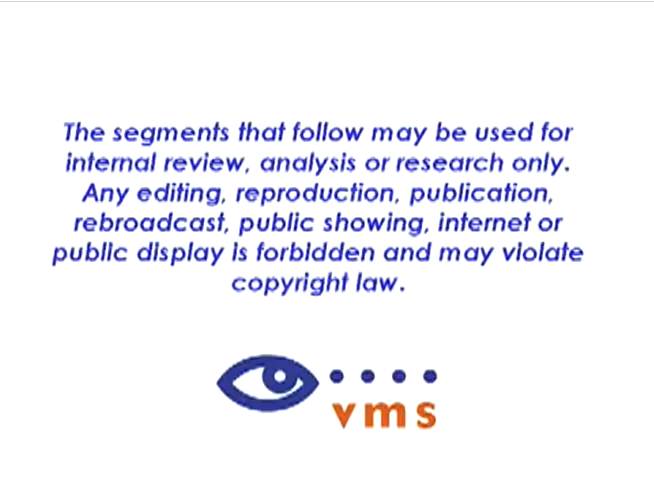 The segments that follow may be used for
internal review, analysis or research only.
Any editing, reproduction, publication,
rebroadcast, public showing, internet or
public display is forbidden and may violate
copyright law.
vms